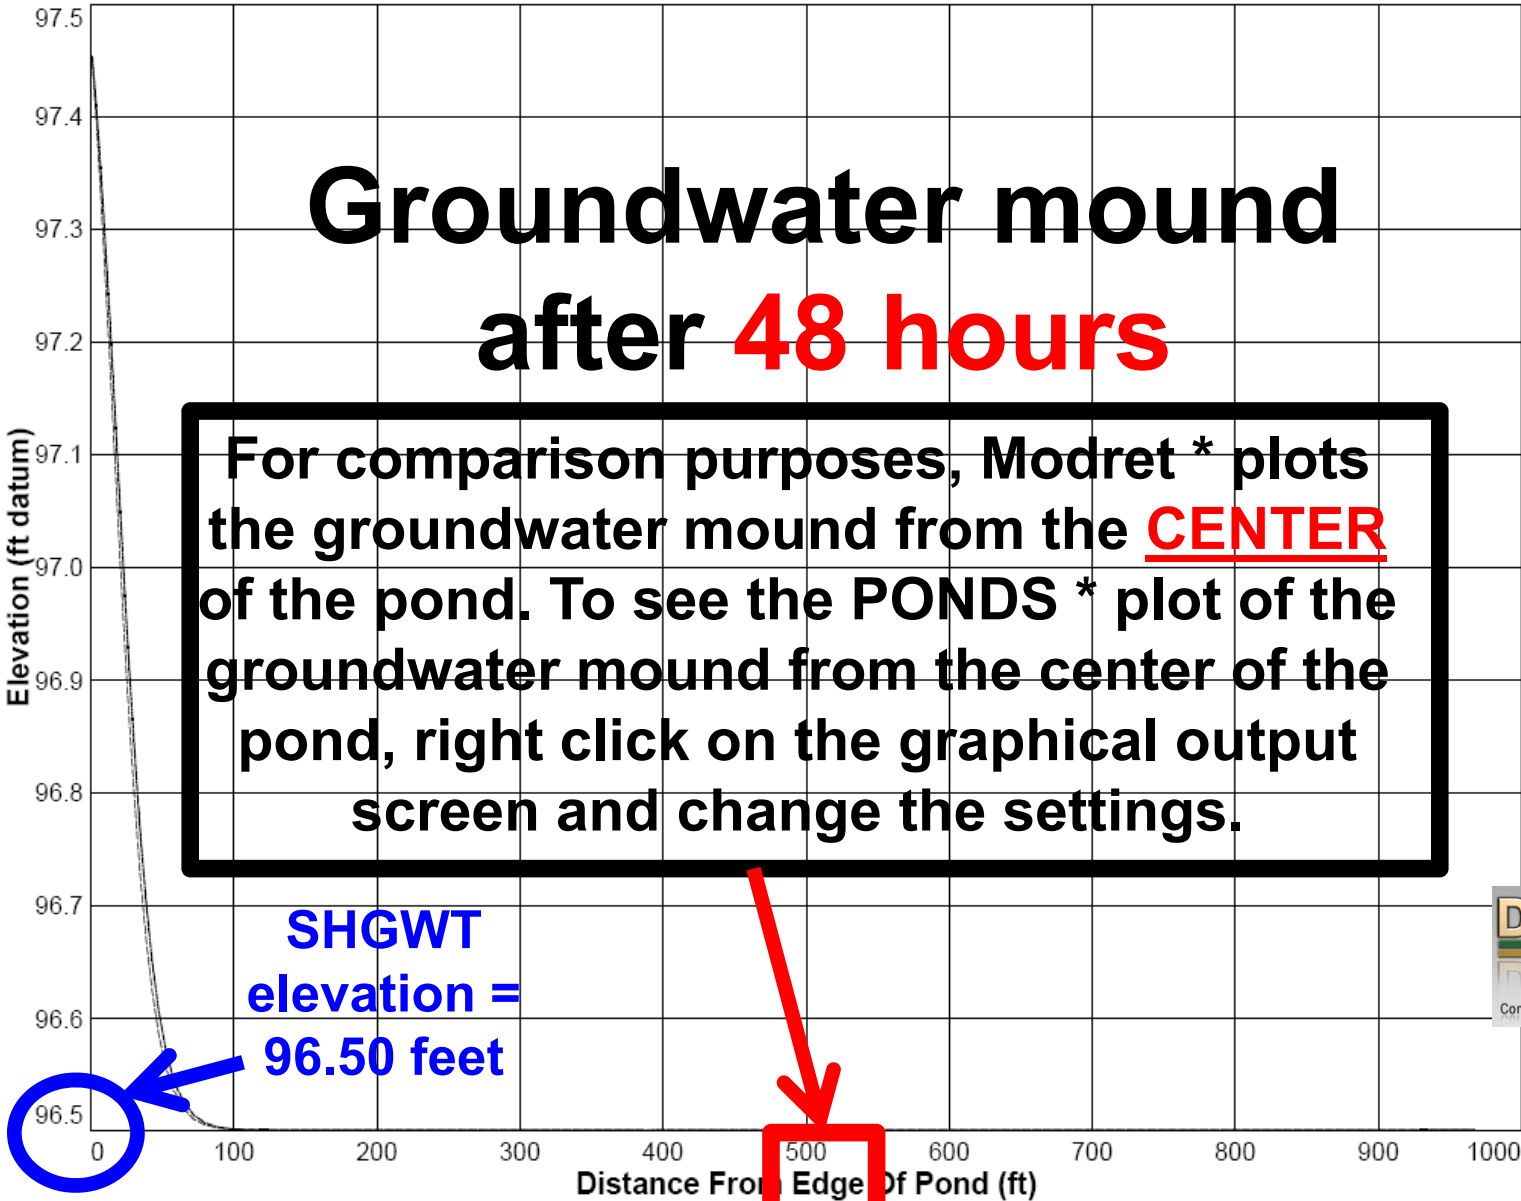 Groundwater mound
after 48 hours
For comparison purposes, Modret * plots
the groundwater mound from the CENTER
of the pond. To see the PONDS * plot of the
groundwater mound from the center of the
pond, right click on the graphical output
screen and change the settings.
SHGWT
elevation =
96.50 feet
Elevation (ft datum)
97.5
97.4
97.3
97.2
97.1
97.0
96.9
96.8
96.7
96.6
96.5
0 100 200 300 400 500 600 700 800 900 1000
Distance From Edge Of Pond (ft)